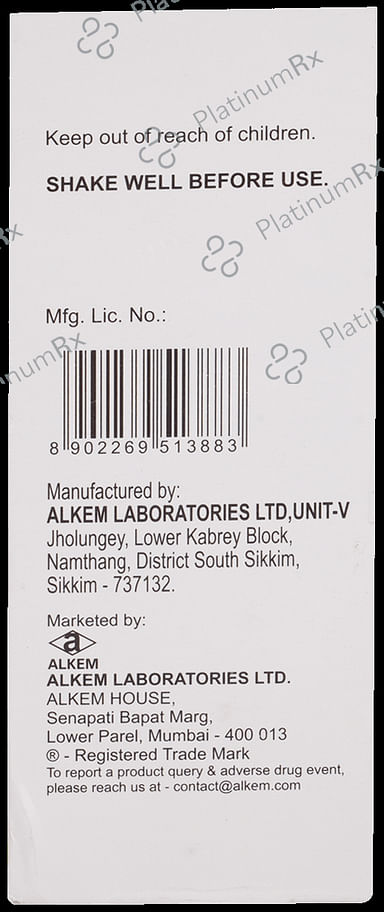 PlatinumRx
PlatinumRx
Keep out of reach of children.
SHAKE WELL BEFORE USE.
PlatinumRx
Mfg. Lic. No.:
Platin
inumRx
8 902269 513883
Manufactured by:
ALKEM LABORATORIES LTD,UNIT-V
Jholungey, Lower Kabrey Block,
Namthang, District South Sikkim,
Sikkim - 737132.
Marketed by:
a
ALKEM
ALKEM LABORATORIES LTD.
ALKEM HOUSE,
Senapati Bapat Marg,
Lower Parel, Mumbai - 400 013
® - Registered Trade Mark
To report a product query & adverse drug event,
please reach us at - contact@alkem.com